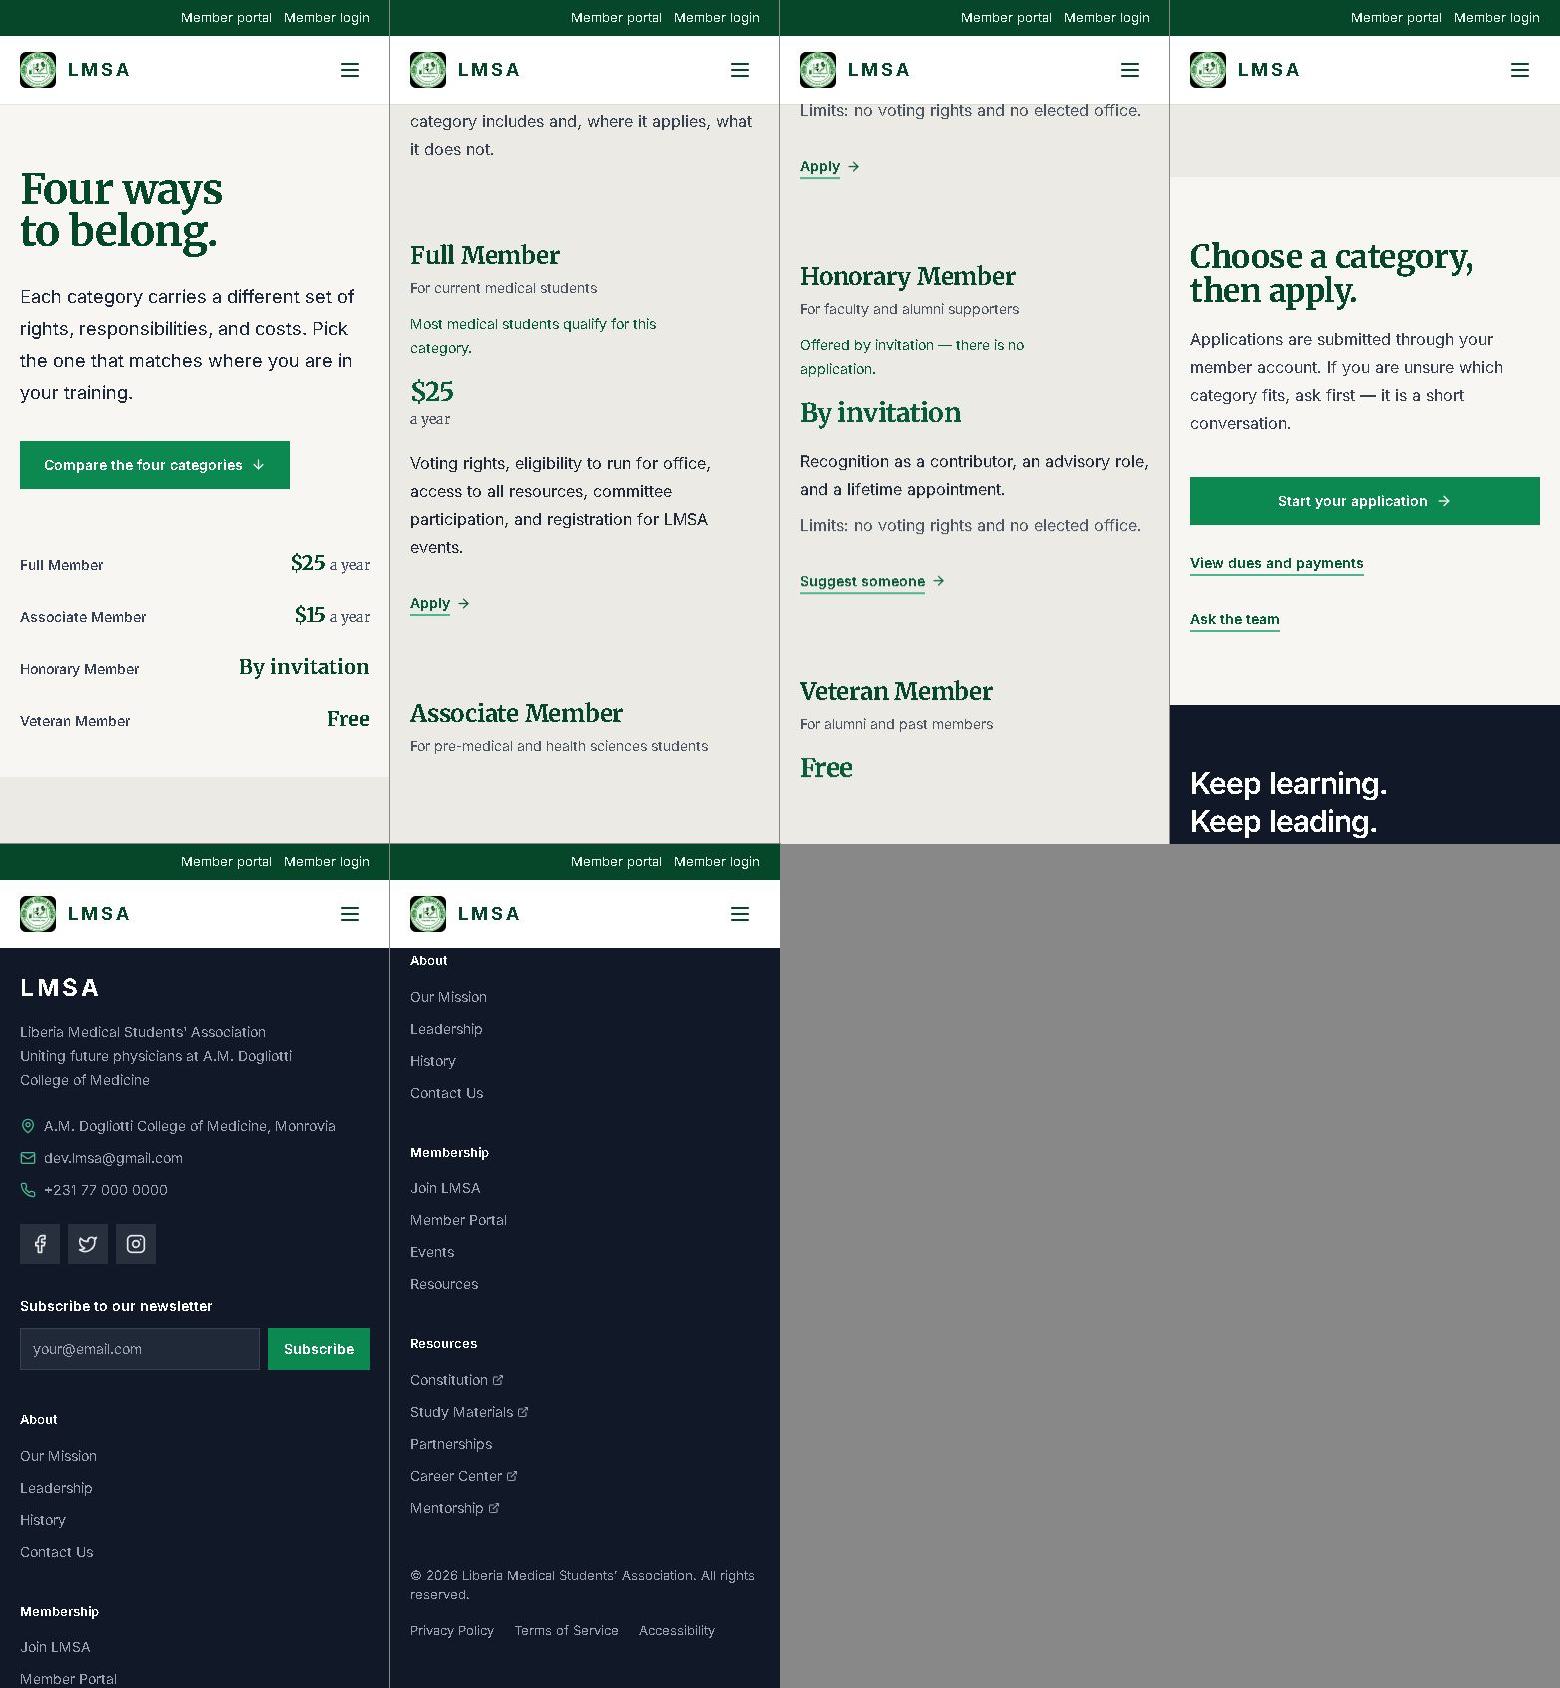 Member portal Member login
LMSA
Four ways
to belong.
Each category carries a different set of
rights, responsibilities, and costs. Pick
the one that matches where you are in
your training.
Compare the four categories ↓
Full Member $25 a year
Associate Member $15 a year
Honorary Member By invitation
Veteran Member Free
Member portal Member login
LMSA
category includes and, where it applies, what
it does not.
Full Member
For current medical students
Most medical students qualify for this
category.
$25
a year
Voting rights, eligibility to run for office,
access to all resources, committee
participation, and registration for LMSA
events.
Apply →
Associate Member
For pre-medical and health sciences students
Member portal Member login
LMSA
Limits: no voting rights and no elected office.
Apply →
Honorary Member
For faculty and alumni supporters
Offered by invitation — there is no
application.
By invitation
Recognition as a contributor, an advisory role,
and a lifetime appointment.
Limits: no voting rights and no elected office.
Suggest someone →
Veteran Member
For alumni and past members
Free
Member portal Member login
LMSA
Choose a category,
then apply.
Applications are submitted through your
member account. If you are unsure which
category fits, ask first — it is a short
conversation.
Start your application →
View dues and payments
Ask the team
Keep learning.
Keep leading.
Member portal Member login
LMSA
LMSA
Liberia Medical Students' Association
Uniting future physicians at A.M. Dogliotti
College of Medicine
A.M. Dogliotti College of Medicine, Monrovia
dev.lmsa@gmail.com
+231 77 000 0000
Subscribe to our newsletter
your@email.com Subscribe
About
Our Mission
Leadership
History
Contact Us
Membership
Join LMSA
Member Portal
Member portal Member login
LMSA
About
Our Mission
Leadership
History
Contact Us
Membership
Join LMSA
Member Portal
Events
Resources
Resources
Constitution
Study Materials
Partnerships
Career Center
Mentorship
© 2026 Liberia Medical Students' Association. All rights
reserved.
Privacy Policy Terms of Service Accessibility